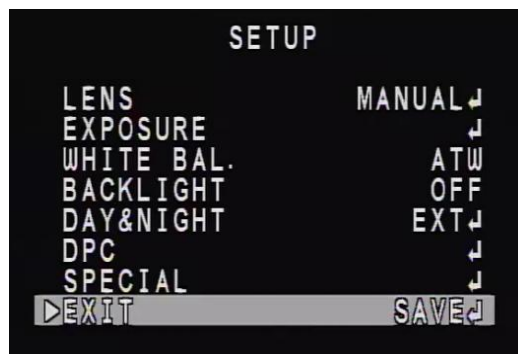 SETUP
LENS MANUAL↲
EXPOSURE ↲
WHITE BAL. ATW
BACKLIGHT OFF
DAY&NIGHT EXT↲
DPC ↲
SPECIAL ↲
▷EXIT SAVE↲